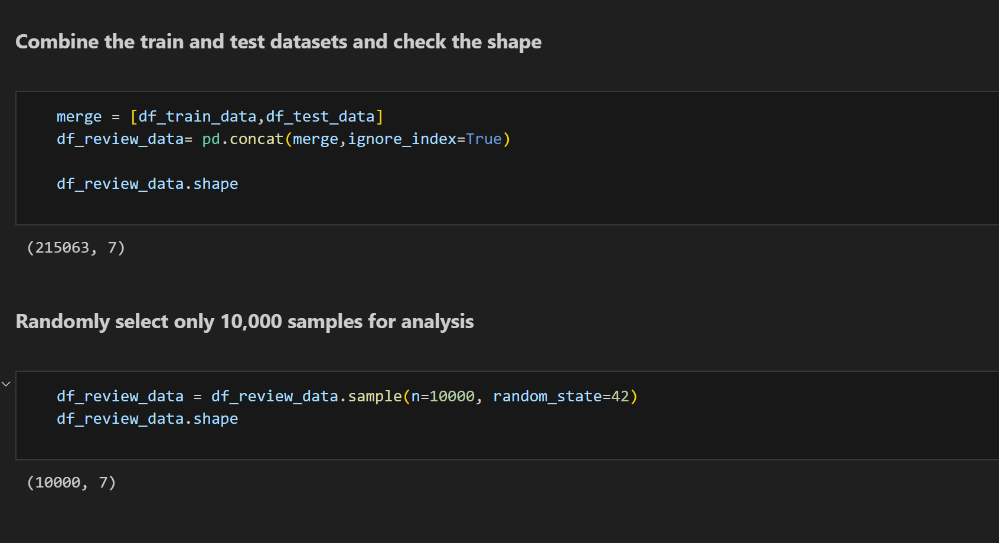 Combine the train and test datasets and check the shape
merge = [df_train_data,df_test_data]
df_review_data= pd.concat(merge,ignore_index=True)
df_review_data.shape
(215063, 7)
Randomly select only 10,000 samples for analysis
df_review_data = df_review_data.sample(n=10000, random_state=42)
df_review_data.shape
(10000, 7)